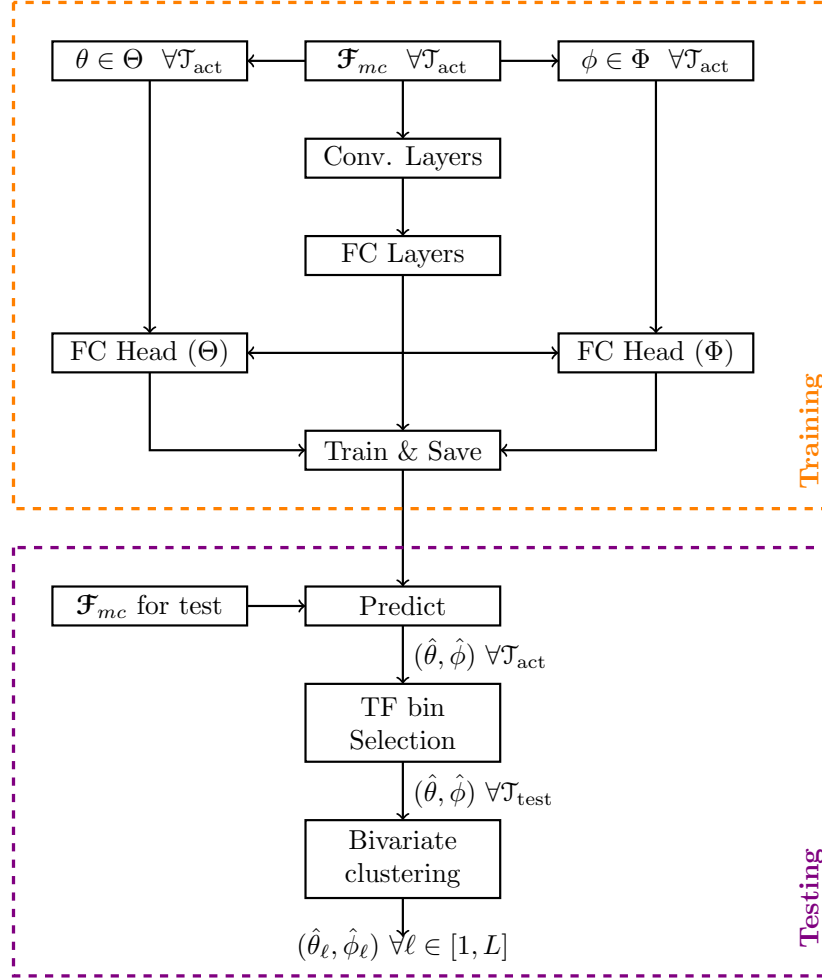 θ ∈ Θ ∀𝒯_act
𝓕_mc ∀𝒯_act
ϕ ∈ Φ ∀𝒯_act
Conv. Layers
FC Layers
FC Head (Θ)
FC Head (Φ)
Train & Save
Training
𝓕_mc for test
Predict
(θ̂, ϕ̂) ∀𝒯_act
TF bin
Selection
(θ̂, ϕ̂) ∀𝒯_test
Bivariate
clustering
(θ̂_ℓ, ϕ̂_ℓ) ∀ℓ ∈ [1, L]
Testing